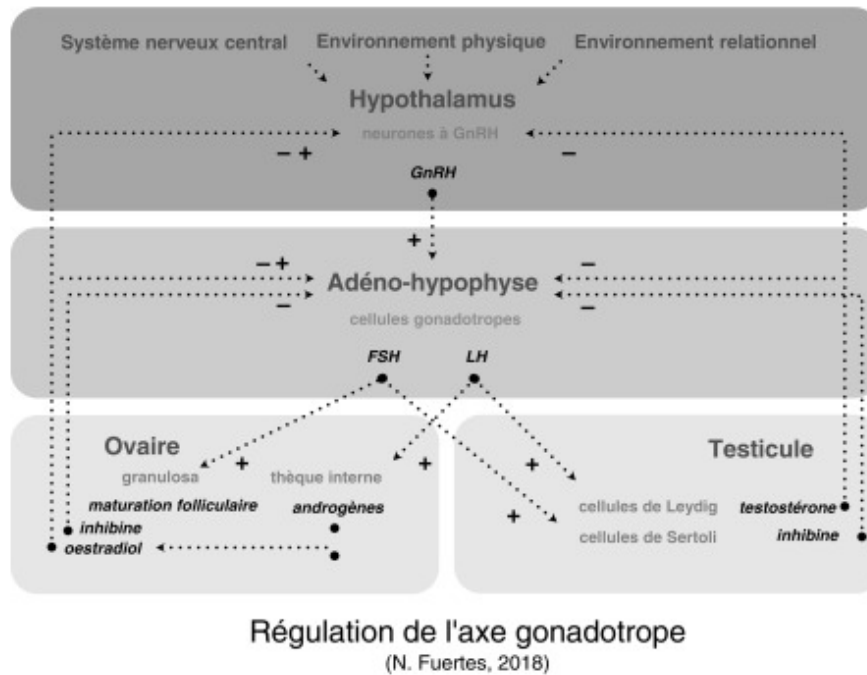 Système nerveux central
Environnement physique
Environnement relationnel
Hypothalamus
neurones à GnRH
– +
–
GnRH
+
– +
–
Adéno-hypophyse
–
–
cellules gonadotropes
FSH
LH
Ovaire
Testicule
granulosa
+
thèque interne
+
+
maturation folliculaire
androgènes
cellules de Leydig
testostérone
+
inhibine
cellules de Sertoli
inhibine
oestradiol
Régulation de l'axe gonadotrope
(N. Fuertes, 2018)